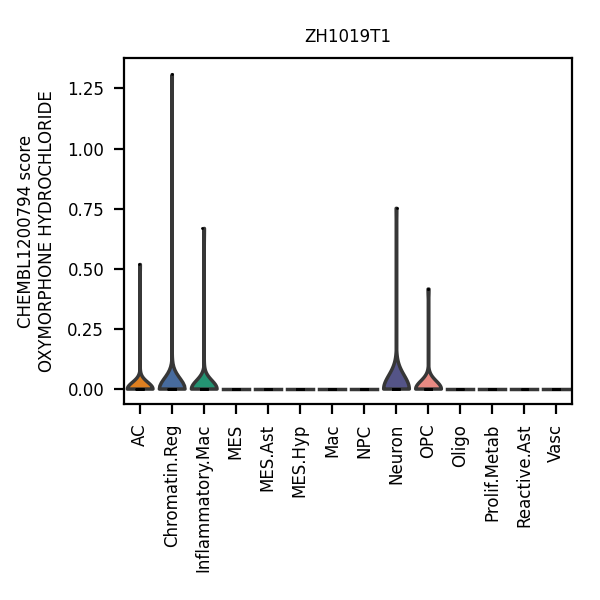 ZH1019T1
CHEMBL1200794 score
OXYMORPHONE HYDROCHLORIDE
1.25
1.00
0.75
0.50
0.25
0.00
AC
Chromatin.Reg
Inflammatory.Mac
MES
MES.Ast
MES.Hyp
Mac
NPC
Neuron
OPC
Oligo
Prolif.Metab
Reactive.Ast
Vasc